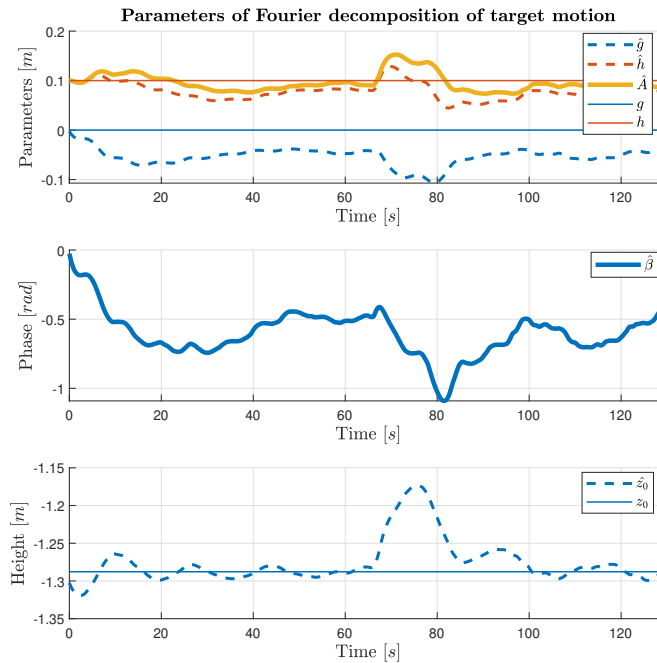 Parameters of Fourier decomposition of target motion
Parameters [m]
0.2
0.1
0
-0.1
ĝ
ĥ
Â
g
h
0 20 40 60 80 100 120
Time [s]
Phase [rad]
0
-0.5
-1
β̂
0 20 40 60 80 100 120
Time [s]
Height [m]
-1.15
-1.2
-1.25
-1.3
-1.35
ẑ₀
z₀
0 20 40 60 80 100 120
Time [s]